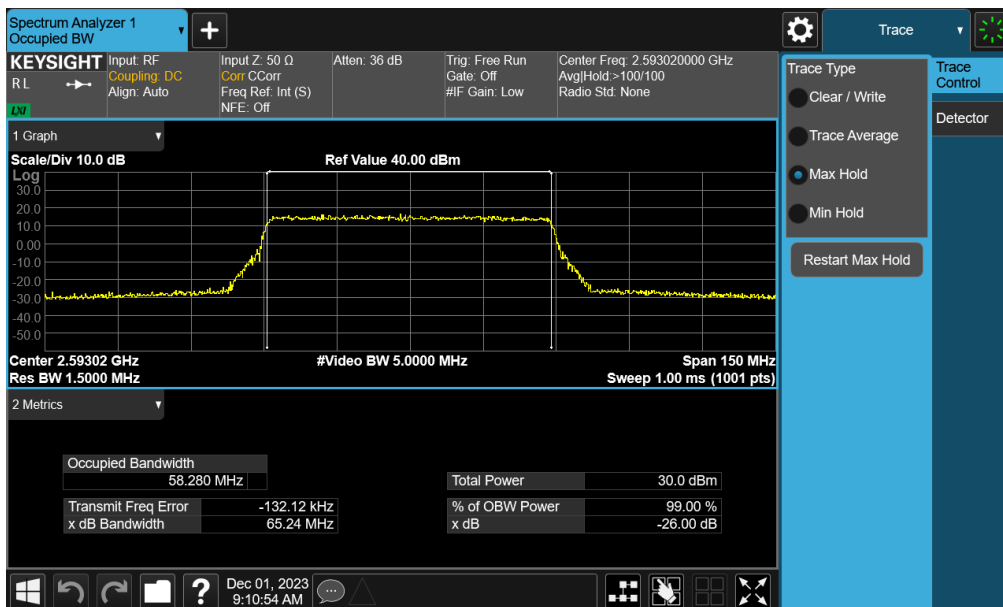 Spectrum Analyzer 1
Occupied BW
Trace
KEYSIGHT
R L
LXI
Input: RF
Coupling: DC
Align: Auto
Input Z: 50 Ω
Corr CCorr
Freq Ref: Int (S)
NFE: Off
Atten: 36 dB
Trig: Free Run
Gate: Off
#IF Gain: Low
Center Freq: 2.593020000 GHz
Avg|Hold:>100/100
Radio Std: None
Trace Type
Clear / Write
Trace Average
Max Hold
Min Hold
Restart Max Hold
Trace
Control
Detector
1 Graph
Scale/Div 10.0 dB
Ref Value 40.00 dBm
Log
30.0
20.0
10.0
0.00
-10.0
-20.0
-30.0
-40.0
-50.0
Center 2.59302 GHz
#Video BW 5.0000 MHz
Span 150 MHz
Res BW 1.5000 MHz
Sweep 1.00 ms (1001 pts)
2 Metrics
Occupied Bandwidth
58.280 MHz
Total Power 30.0 dBm
Transmit Freq Error -132.12 kHz
% of OBW Power 99.00 %
x dB Bandwidth 65.24 MHz
x dB -26.00 dB
?
Dec 01, 2023
9:10:54 AM